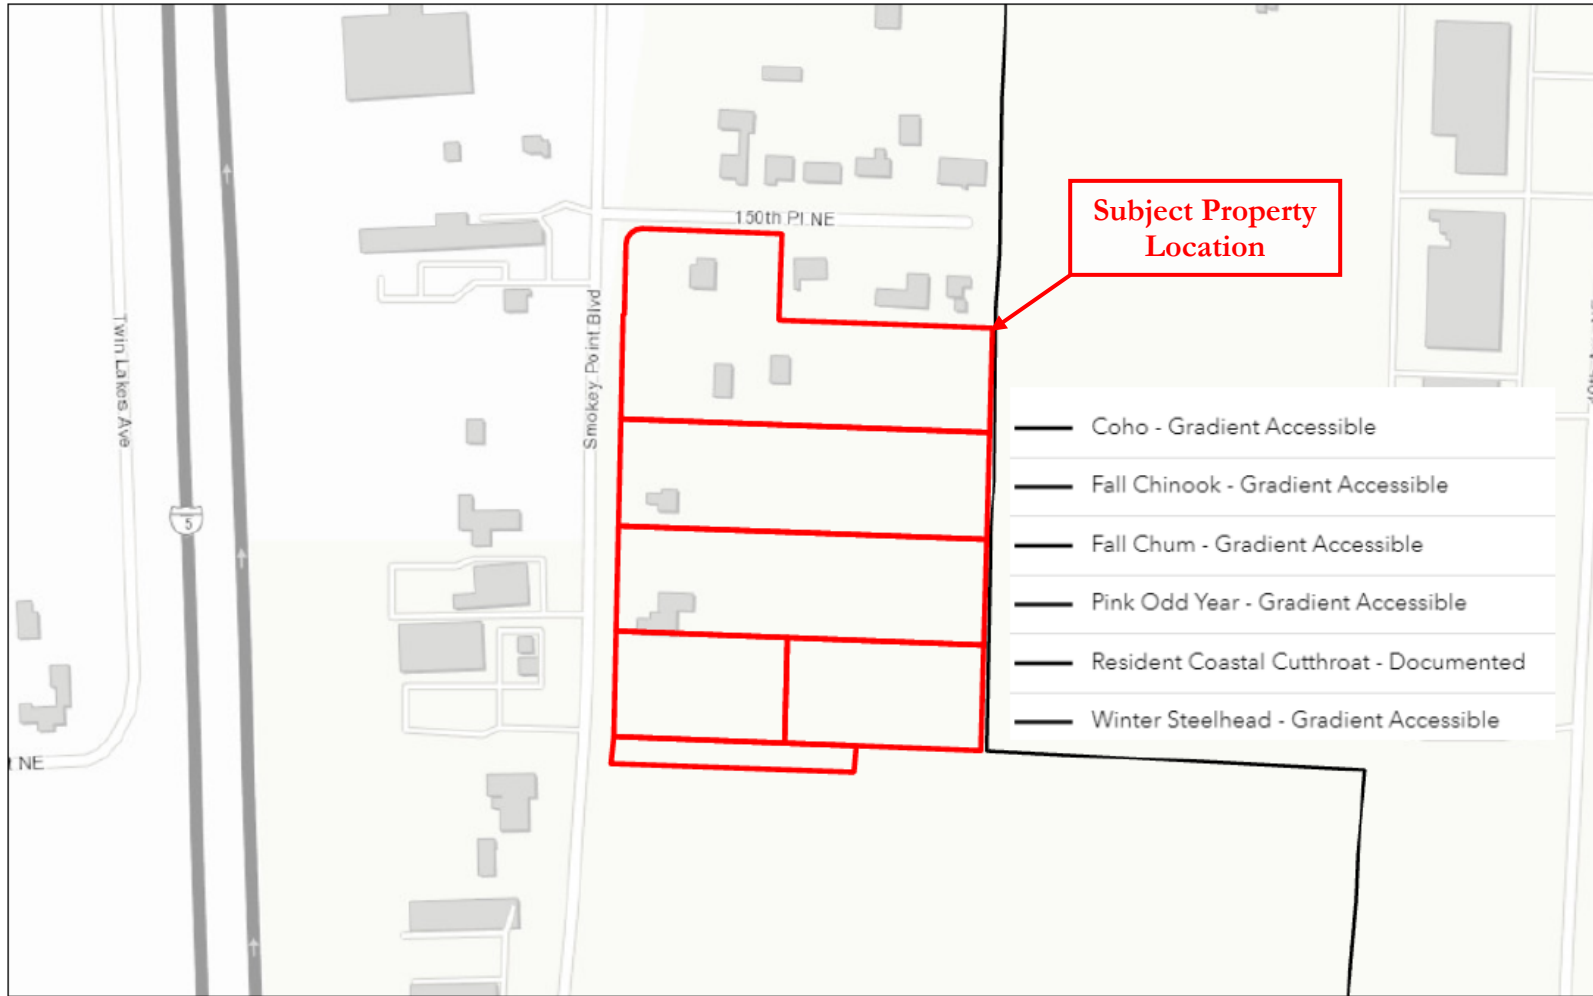 150th Pl NE
Subject Property
Location
Smokey Point Blvd
Twin Lakes Ave
5
Coho - Gradient Accessible
Fall Chinook - Gradient Accessible
Fall Chum - Gradient Accessible
Pink Odd Year - Gradient Accessible
Resident Coastal Cutthroat - Documented
Winter Steelhead - Gradient Accessible
t NE